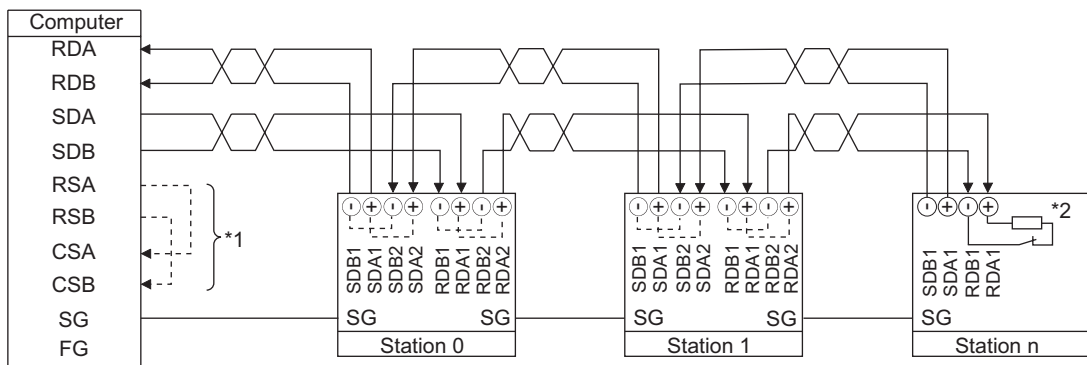 Computer
RDA
RDB
SDA
SDB
RSA
RSB
CSA
CSB
SG
FG
*1
- + - + - + - +
SDB1
SDA1
SDB2
SDA2
RDB1
RDA1
RDB2
RDA2
SG SG
Station 0
- + - + - + - +
SDB1
SDA1
SDB2
SDA2
RDB1
RDA1
RDB2
RDA2
SG SG
Station 1
- + - +
*2
SDB1
SDA1
RDB1
RDA1
SG
Station n